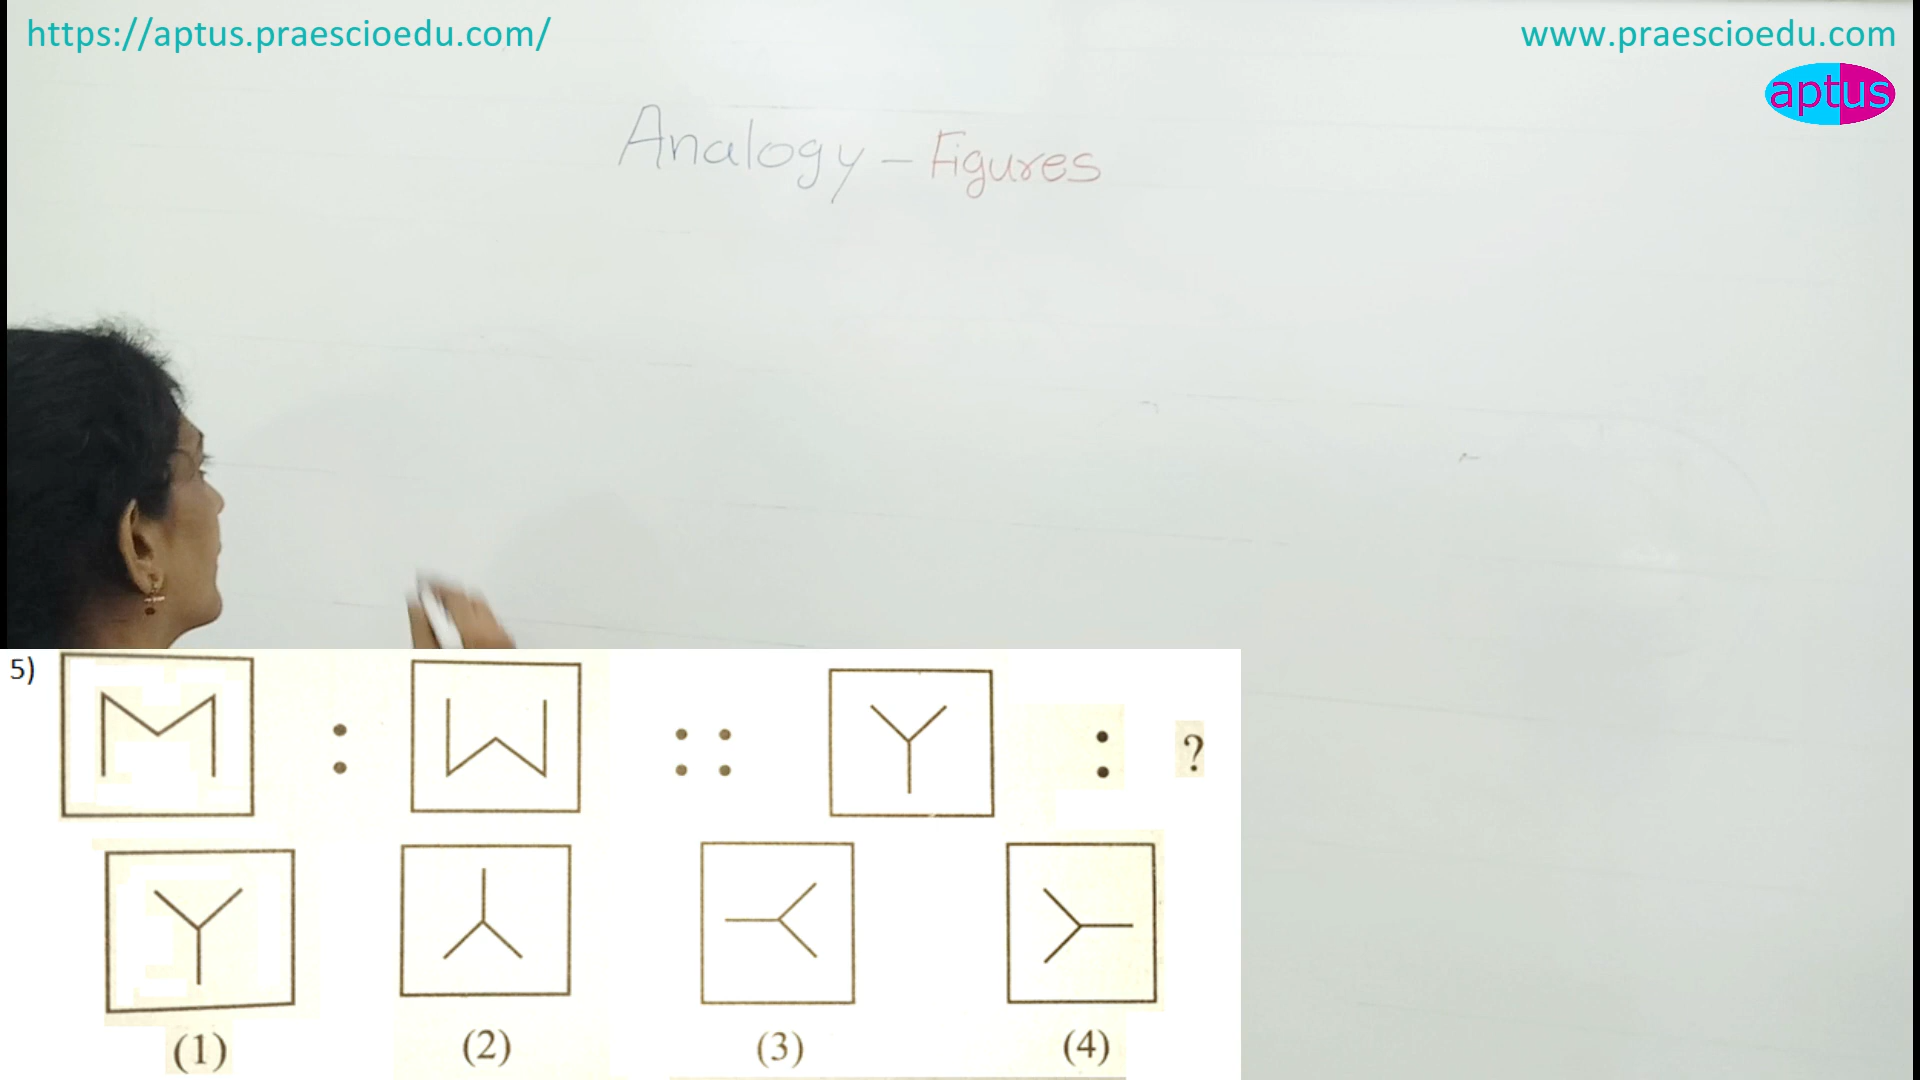 https://aptus.praescioedu.com/
www.praescioedu.com
aptus
Analogy - Figures
5)
M : W :: Y : ?
Y
(1) (2) (3) (4)